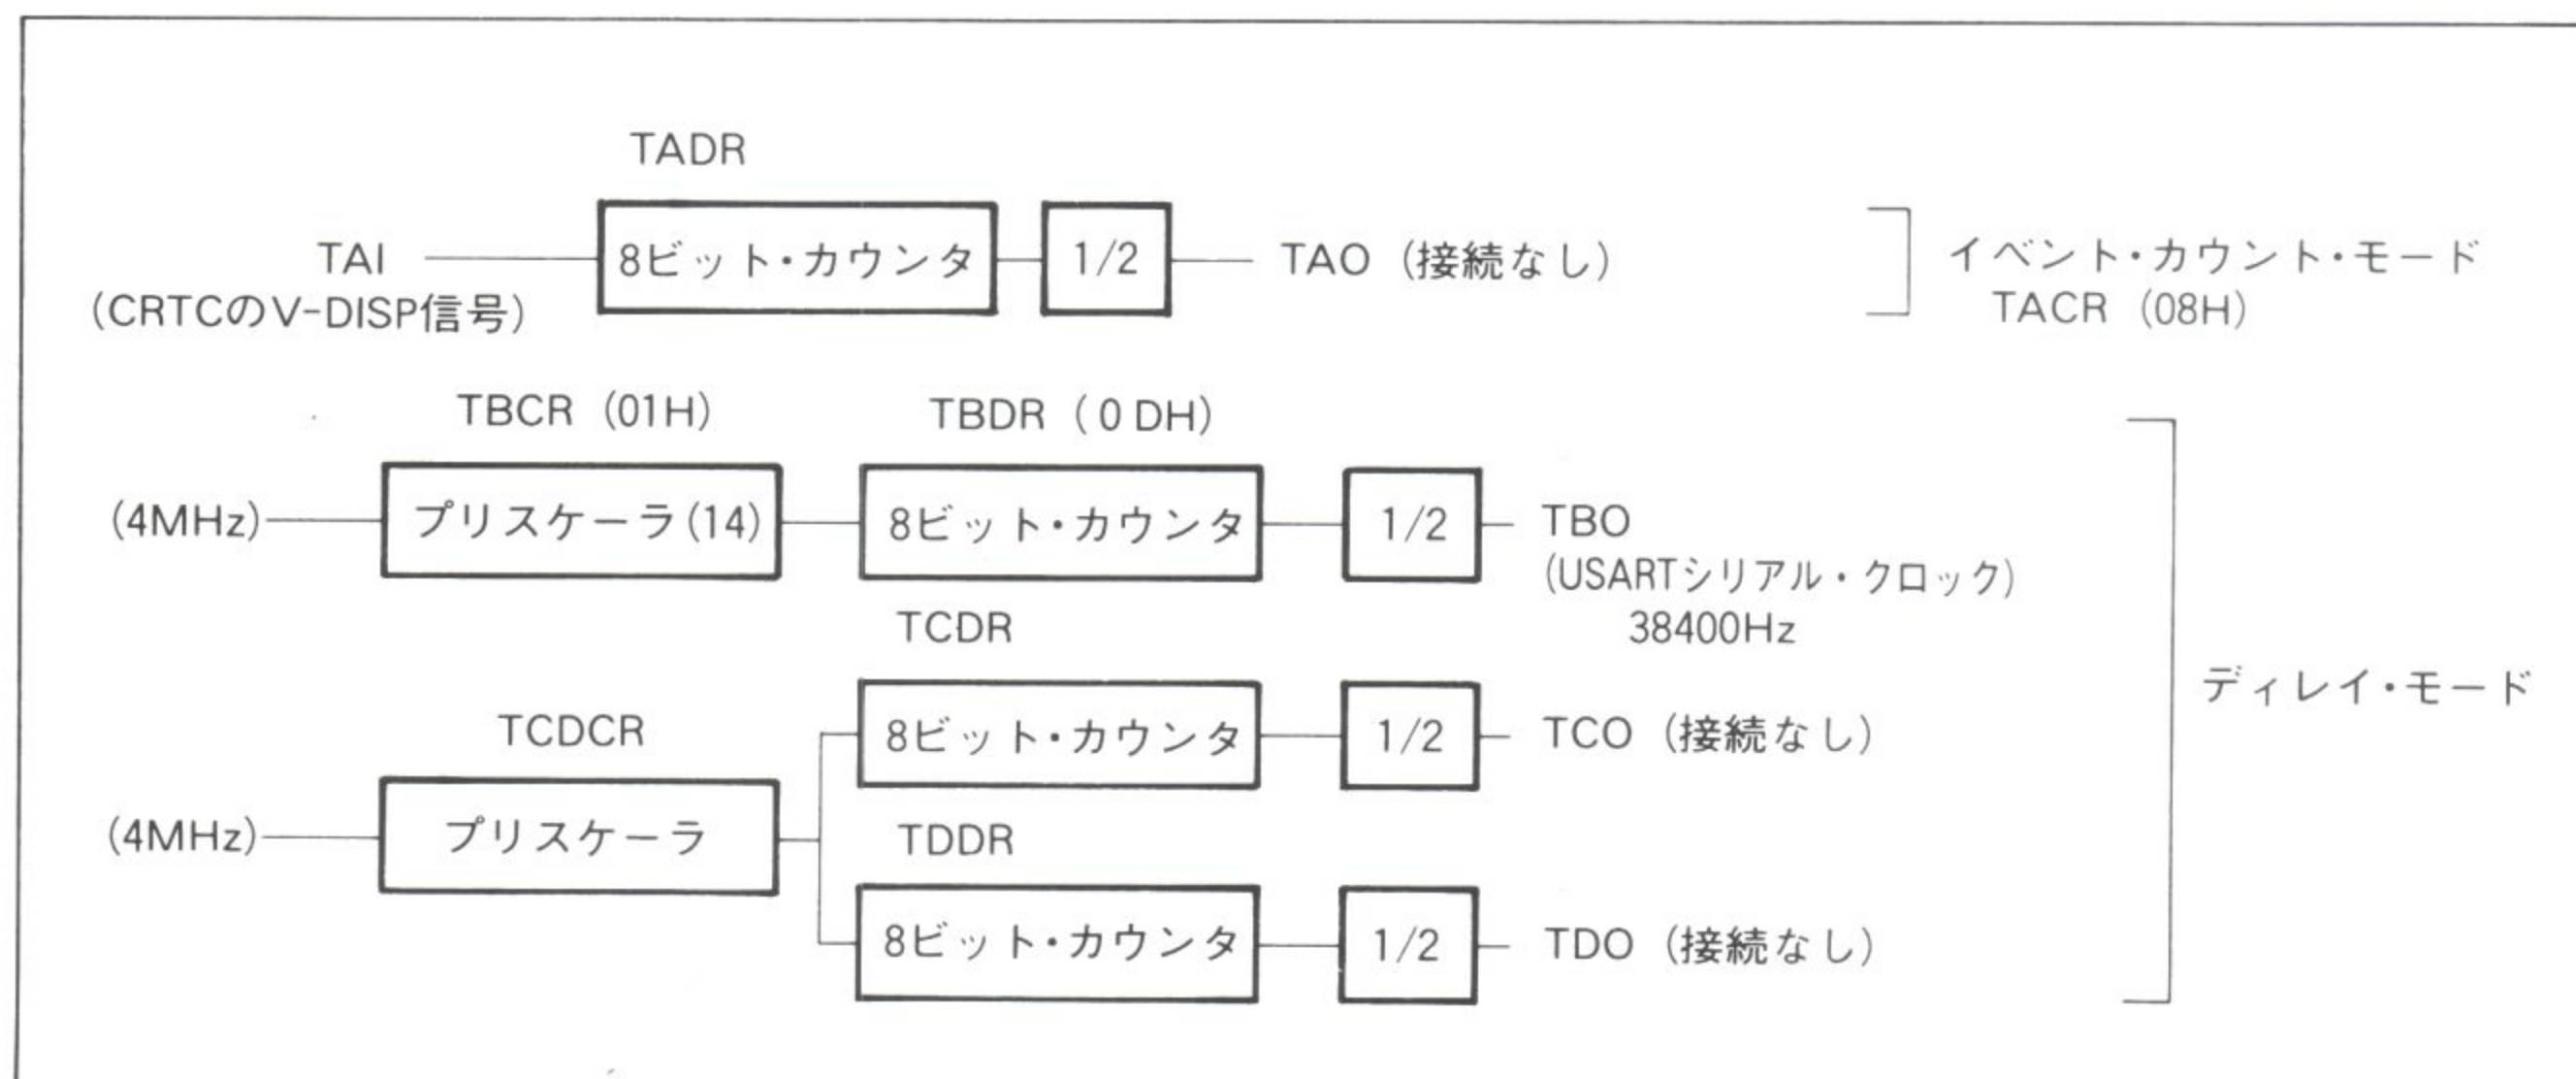 TADR
TAI
8ビット・カウンタ
1/2
TAO (接続なし)
イベント・カウント・モード
(CRTCのV-DISP信号)
TACR (08H)
TBCR (01H)
TBDR ( 0 DH)
(4MHz)
プリスケーラ(14)
8ビット・カウンタ
1/2
TBO
(USARTシリアル・クロック)
38400Hz
TCDR
ディレイ・モード
TCDCR
8ビット・カウンタ
1/2
TCO (接続なし)
(4MHz)
プリスケーラ
TDDR
8ビット・カウンタ
1/2
TDO (接続なし)